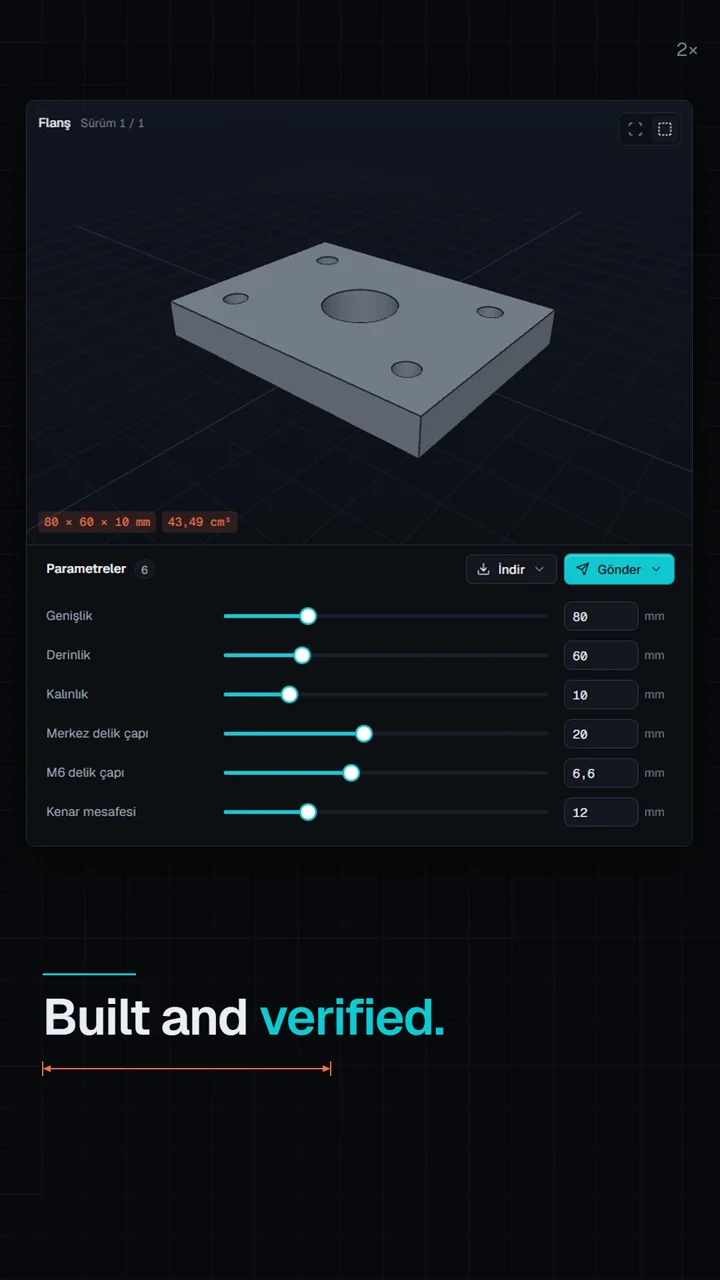 2×
Flanş Sürüm 1 / 1
80 × 60 × 10 mm 43,49 cm³
Parametreler 6 İndir Gönder
Genişlik 80 mm
Derinlik 60 mm
Kalınlık 10 mm
Merkez delik çapı 20 mm
M6 delik çapı 6,6 mm
Kenar mesafesi 12 mm
Built and verified.